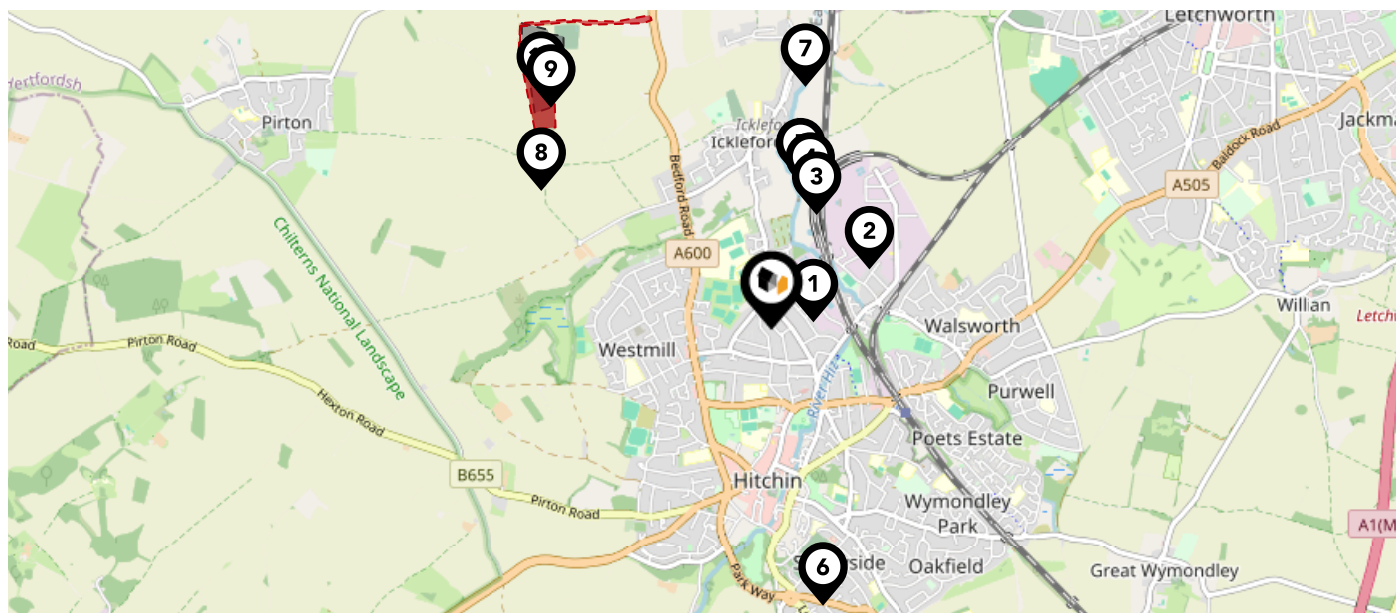 Letchworth
7
9
Hertfordsh
Pirton
Ickleford
8
3
Jackma
Baldock Road
A505
Bedford Road
2
A600
Chilterns National Landscape
1
Willian
Letchw
Walsworth
Road
Pirton Road
Westmill
River Hiz
Purwell
Hexton Road
Poets Estate
B655
Hitchin
Pirton Road
Wymondley
Park
A1(M
6
side
Oakfield
Great Wymondley
Park Way